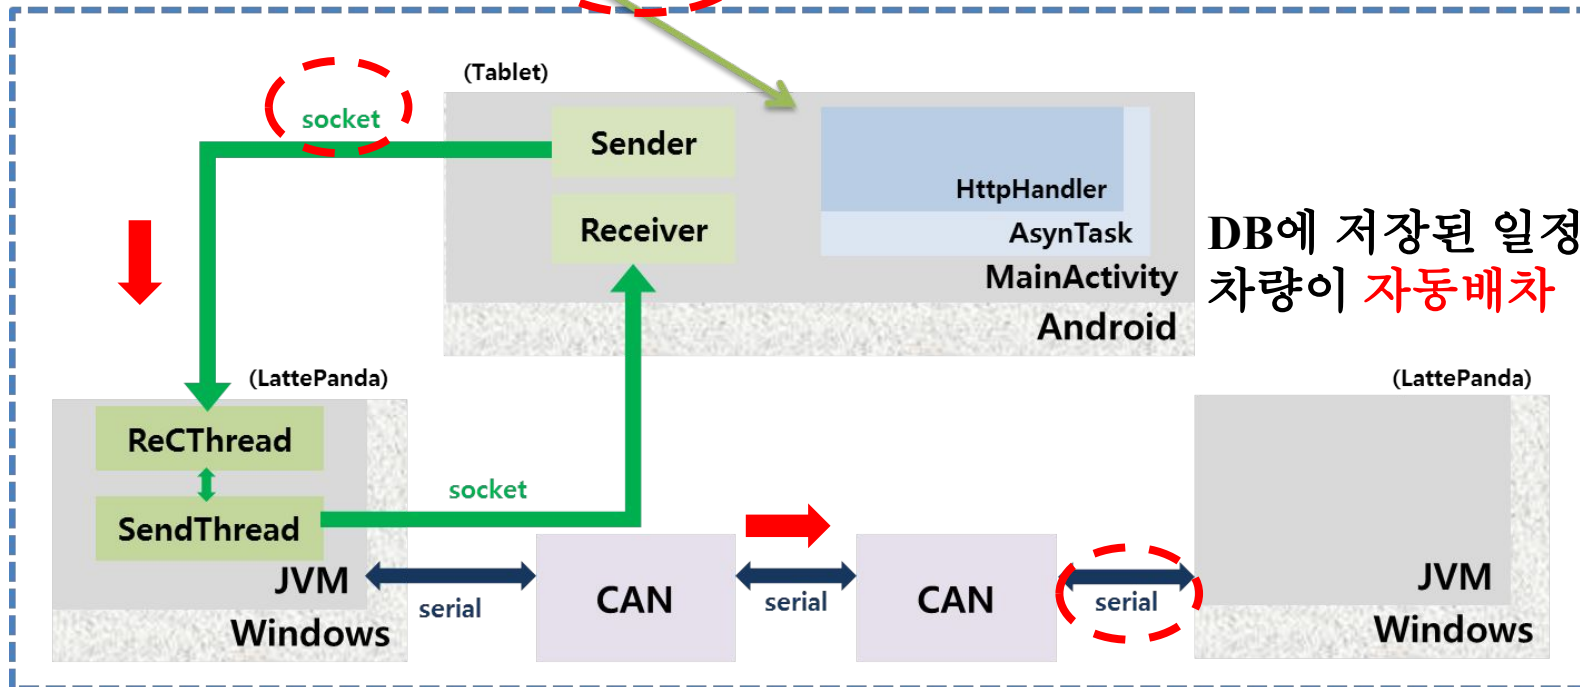 (Tablet)
socket
Sender
HttpHandler
Receiver
AsynTask
MainActivity
Android
DB에 저장된 일정
차량이 자동배차
(LattePanda)
ReCThread
SendThread
JVM
Windows
socket
serial
CAN
serial
CAN
serial
(LattePanda)
JVM
Windows